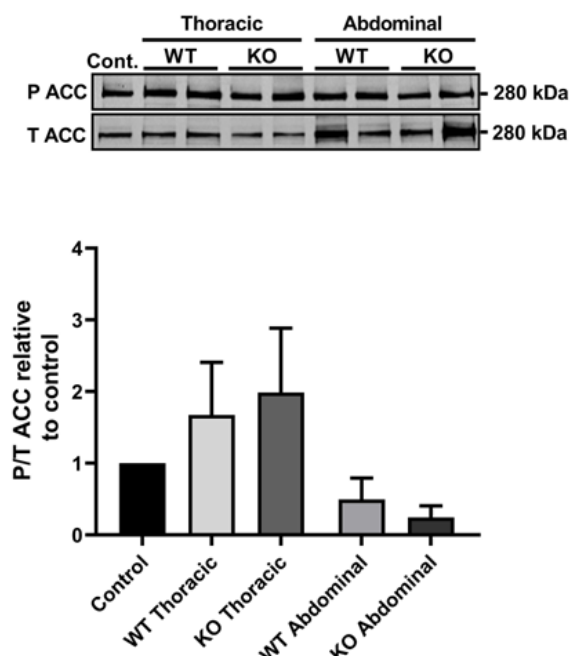 Thoracic Abdominal
Cont. WT KO WT KO
P ACC 280 kDa
T ACC 280 kDa
4
3
2
1
0
P/T ACC relative
to control
Control
WT Thoracic
KO Thoracic
WT Abdominal
KO Abdominal